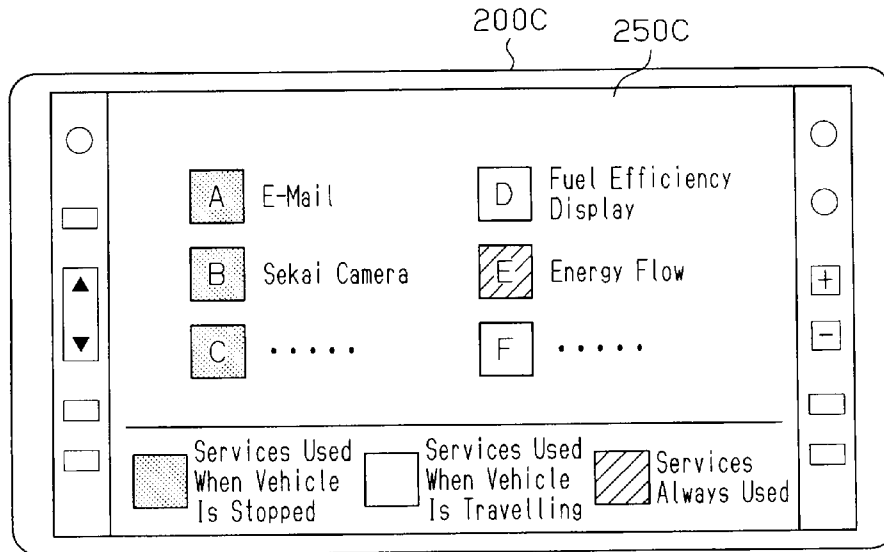 200C
250C
A E-Mail
D Fuel Efficiency
Display
B Sekai Camera
E Energy Flow
C .....
F .....
+
-
Services Used
When Vehicle
Is Stopped
Services Used
When Vehicle
Is Travelling
Services
Always Used